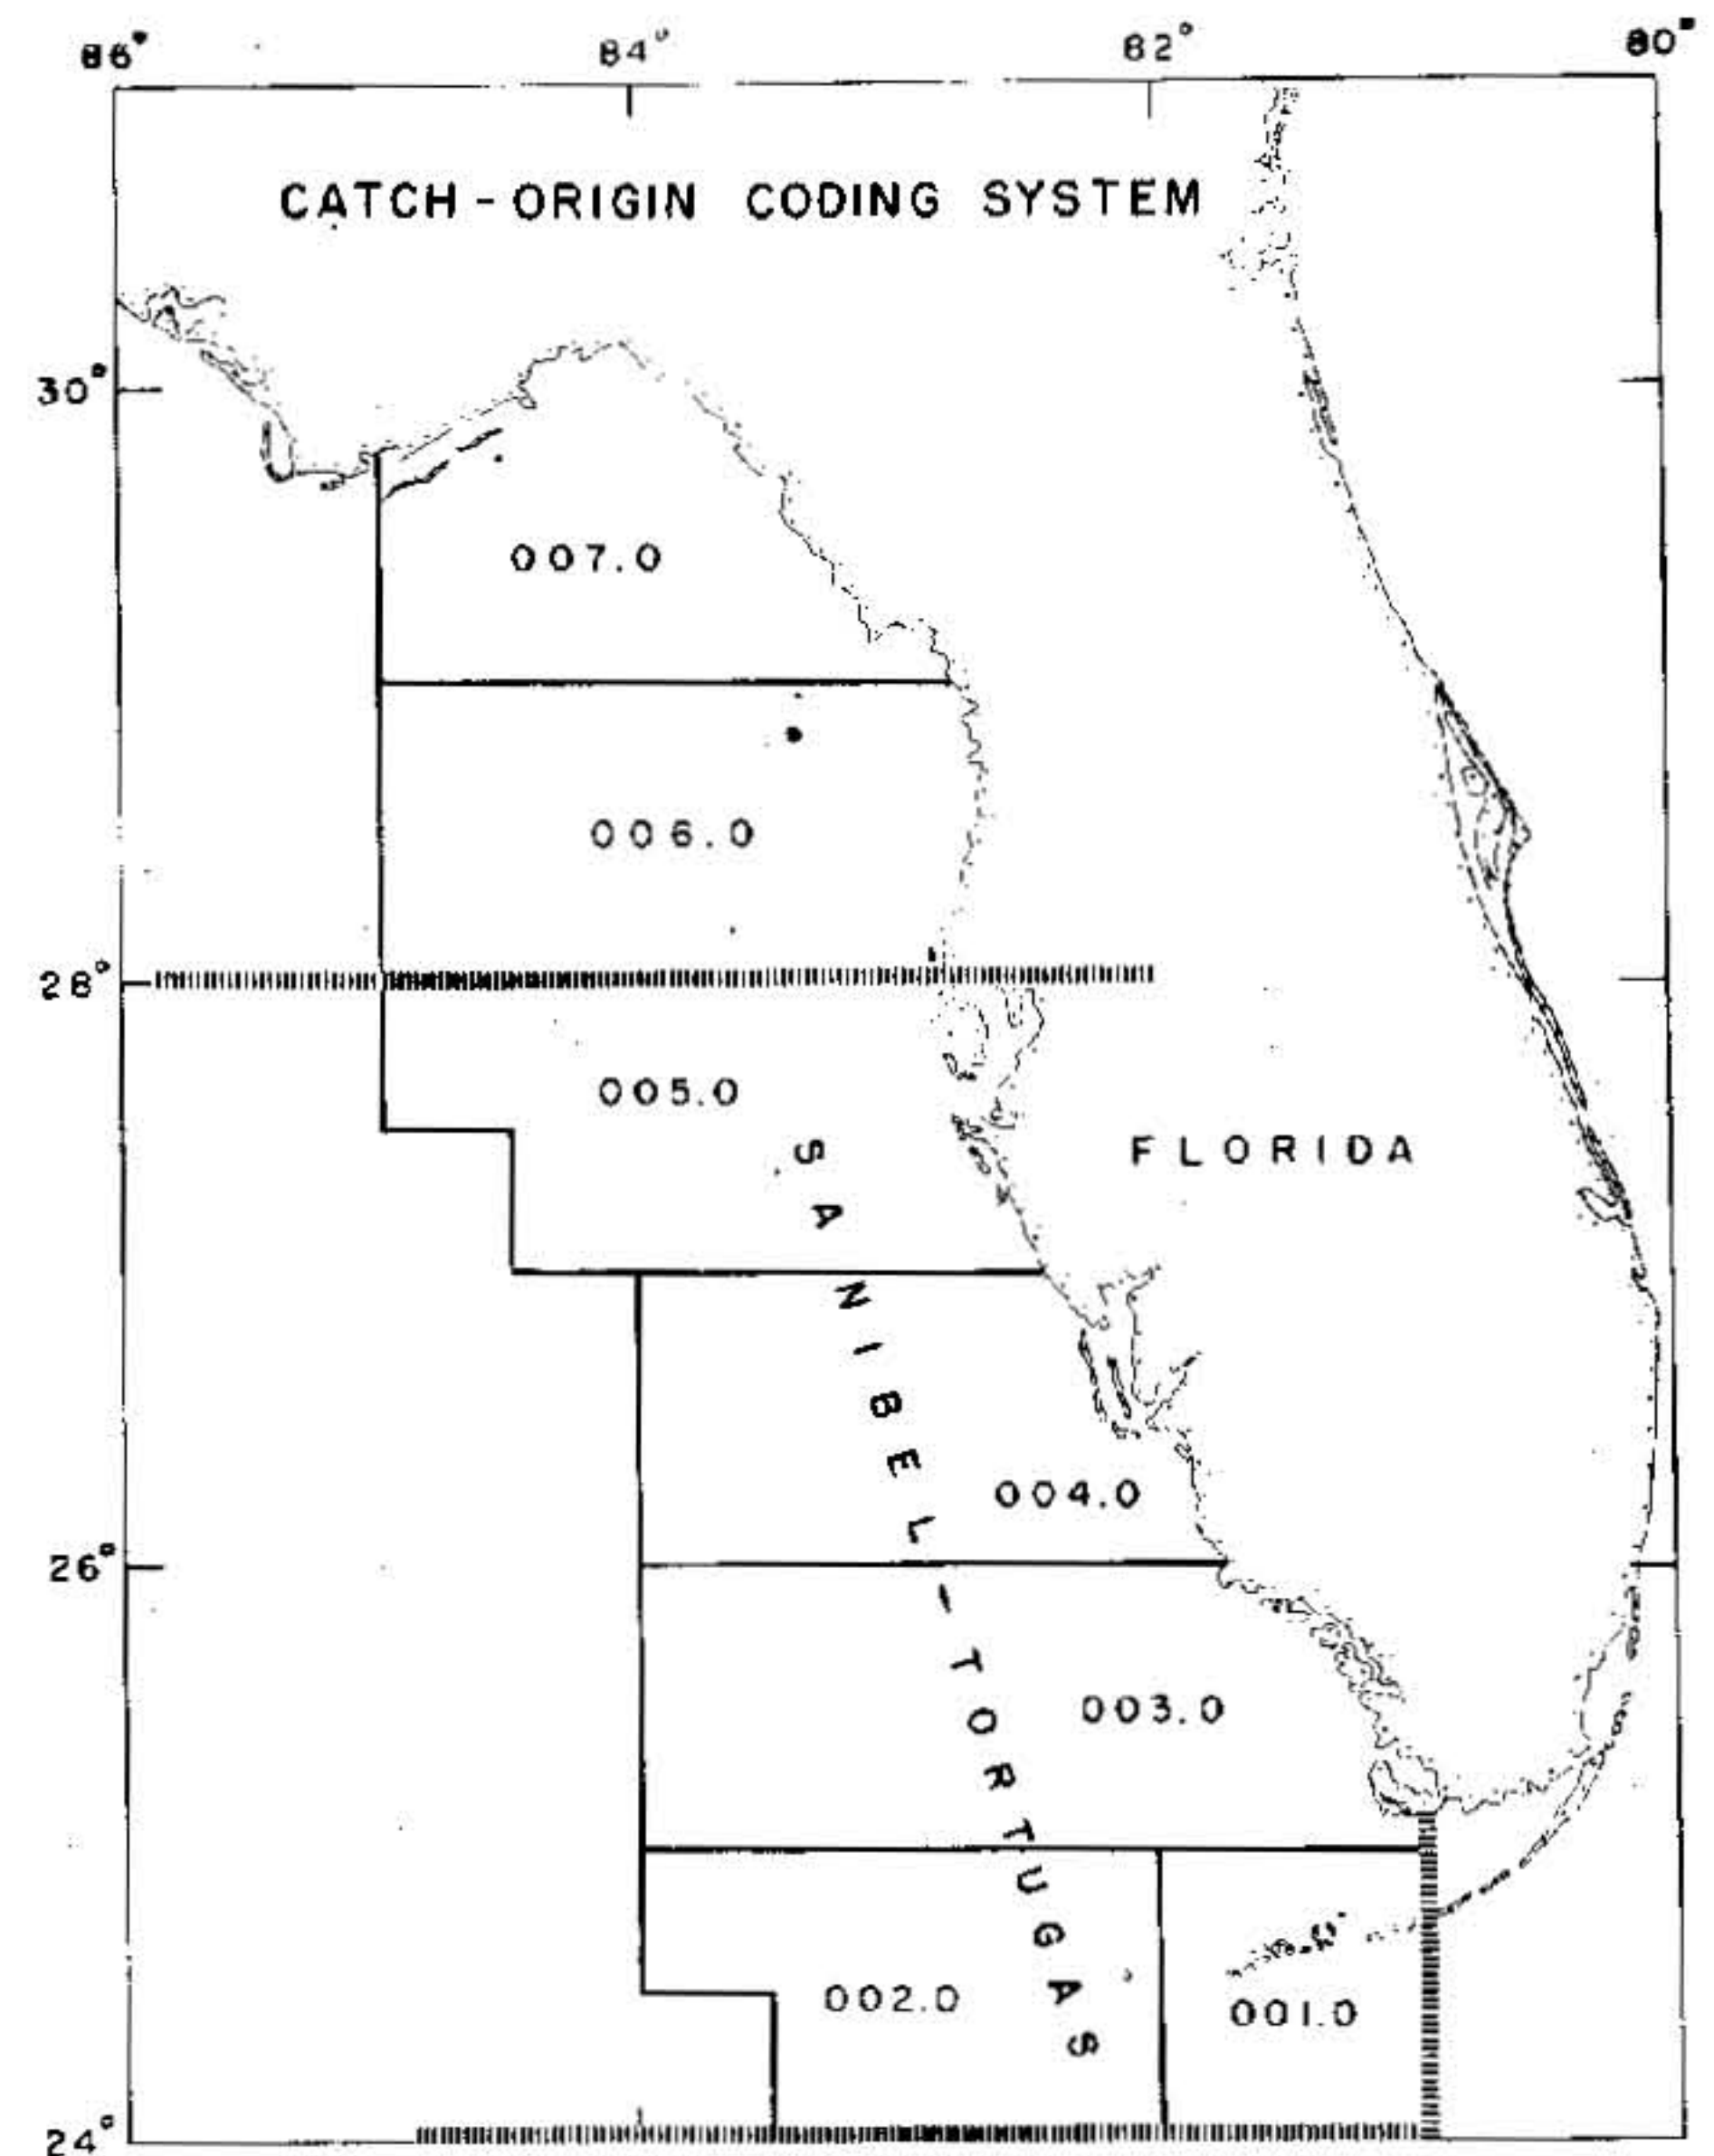 86° 84° 82° 80°
CATCH - ORIGIN CODING SYSTEM
30°
007.0
006.0
28°
005.0
FLORIDA
SANIBEL - TORTUGAS
004.0
26°
003.0
002.0
001.0
24°